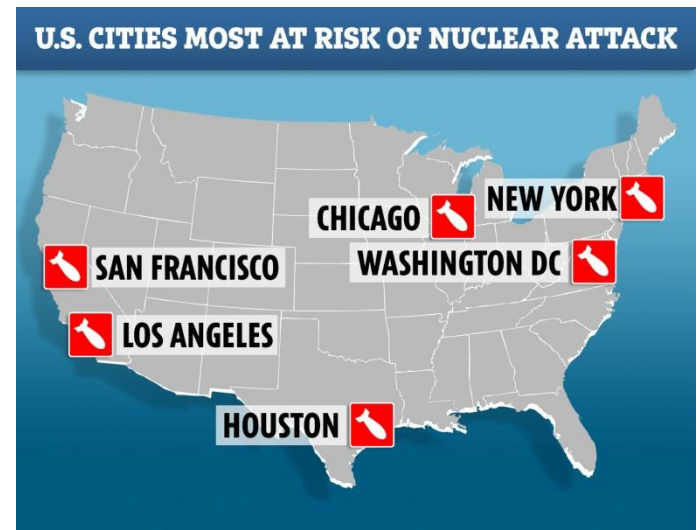 U.S. CITIES MOST AT RISK OF NUCLEAR ATTACK
NEW YORK
CHICAGO
WASHINGTON DC
SAN FRANCISCO
LOS ANGELES
HOUSTON